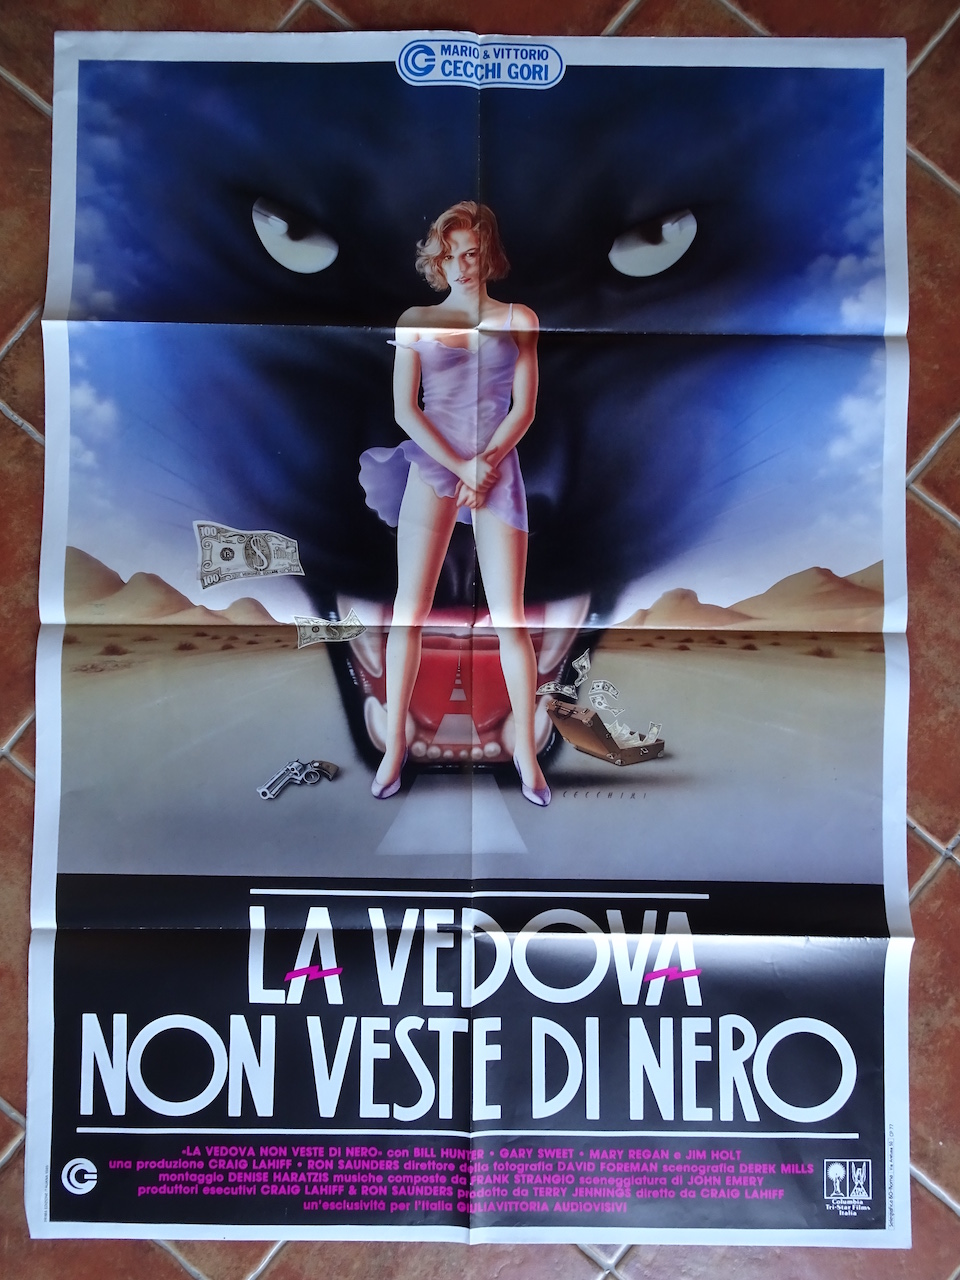 MARIO & VITTORIO
CECCHI GORI
100
100
CECCHINI
LA VEDOVA
NON VESTE DI NERO
«LA VEDOVA NON VESTE DI NERO» con BILL HUNTER • GARY SWEET • MARY REGAN e JIM HOLT
una produzione CRAIG LAHIFF • RON SAUNDERS direttore della fotografia DAVID FOREMAN scenografia DEREK MILLS
montaggio DENISE HARATZIS musiche composte da FRANK STRANGIO sceneggiatura di JOHN EMERY
produttori esecutivi CRAIG LAHIFF & RON SAUNDERS prodotto da TERRY JENNINGS diretto da CRAIG LAHIFF
un'esclusività per l'Italia GIULIAVITTORIA AUDIOVISIVI
Columbia
Tri-Star Films
Italia